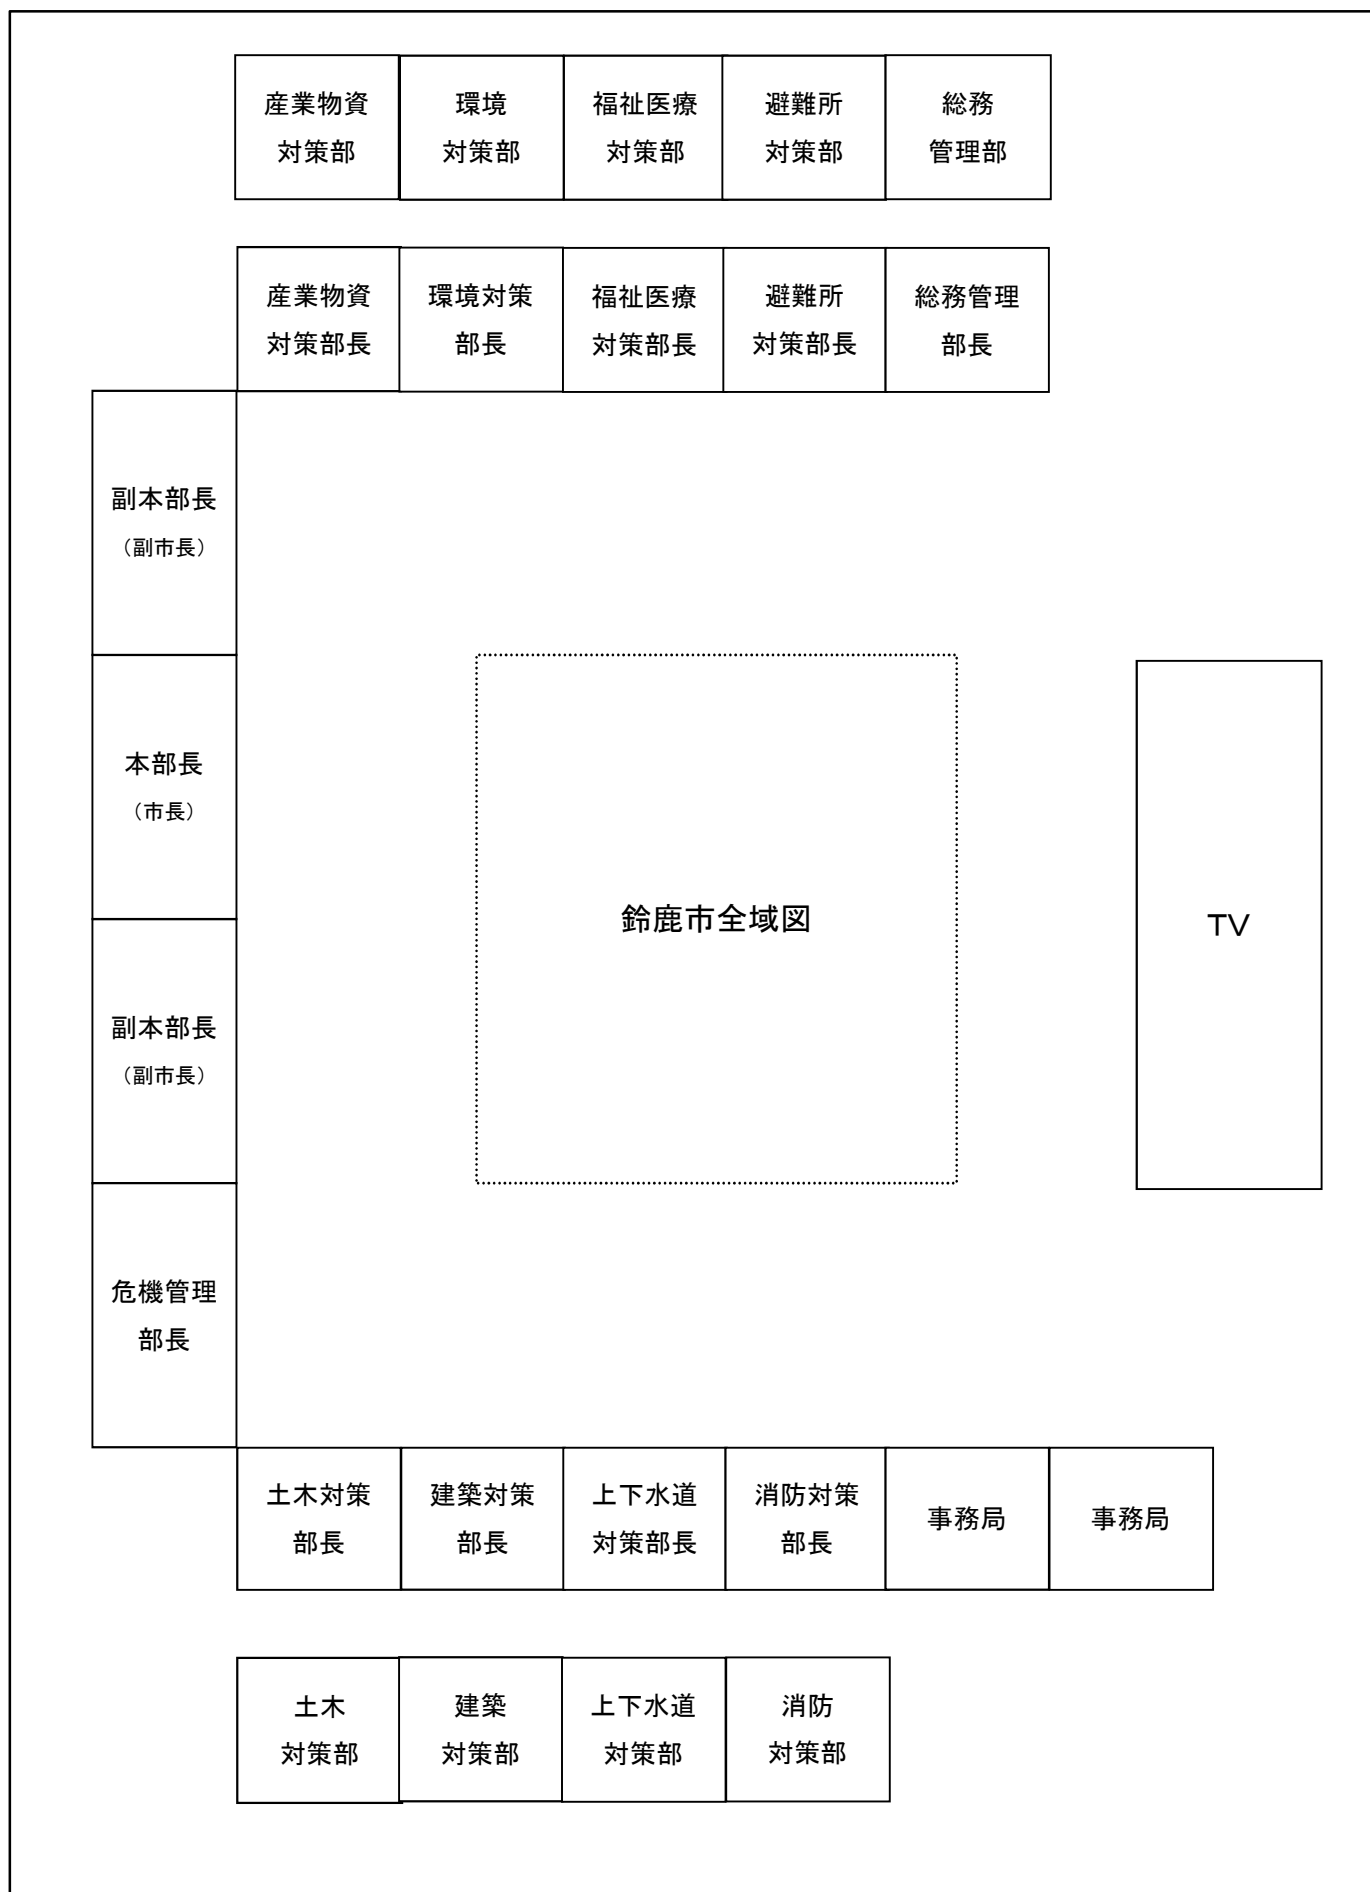 産業物資
対策部
環境
対策部
福祉医療
対策部
避難所
対策部
総務
管理部
産業物資
対策部長
環境対策
部長
福祉医療
対策部長
避難所
対策部長
総務管理
部長
副本部長
（副市長）
本部長
（市長）
副本部長
（副市長）
危機管理
部長
鈴鹿市全域図
TV
土木対策
部長
建築対策
部長
上下水道
対策部長
消防対策
部長
事務局
事務局
土木
対策部
建築
対策部
上下水道
対策部
消防
対策部